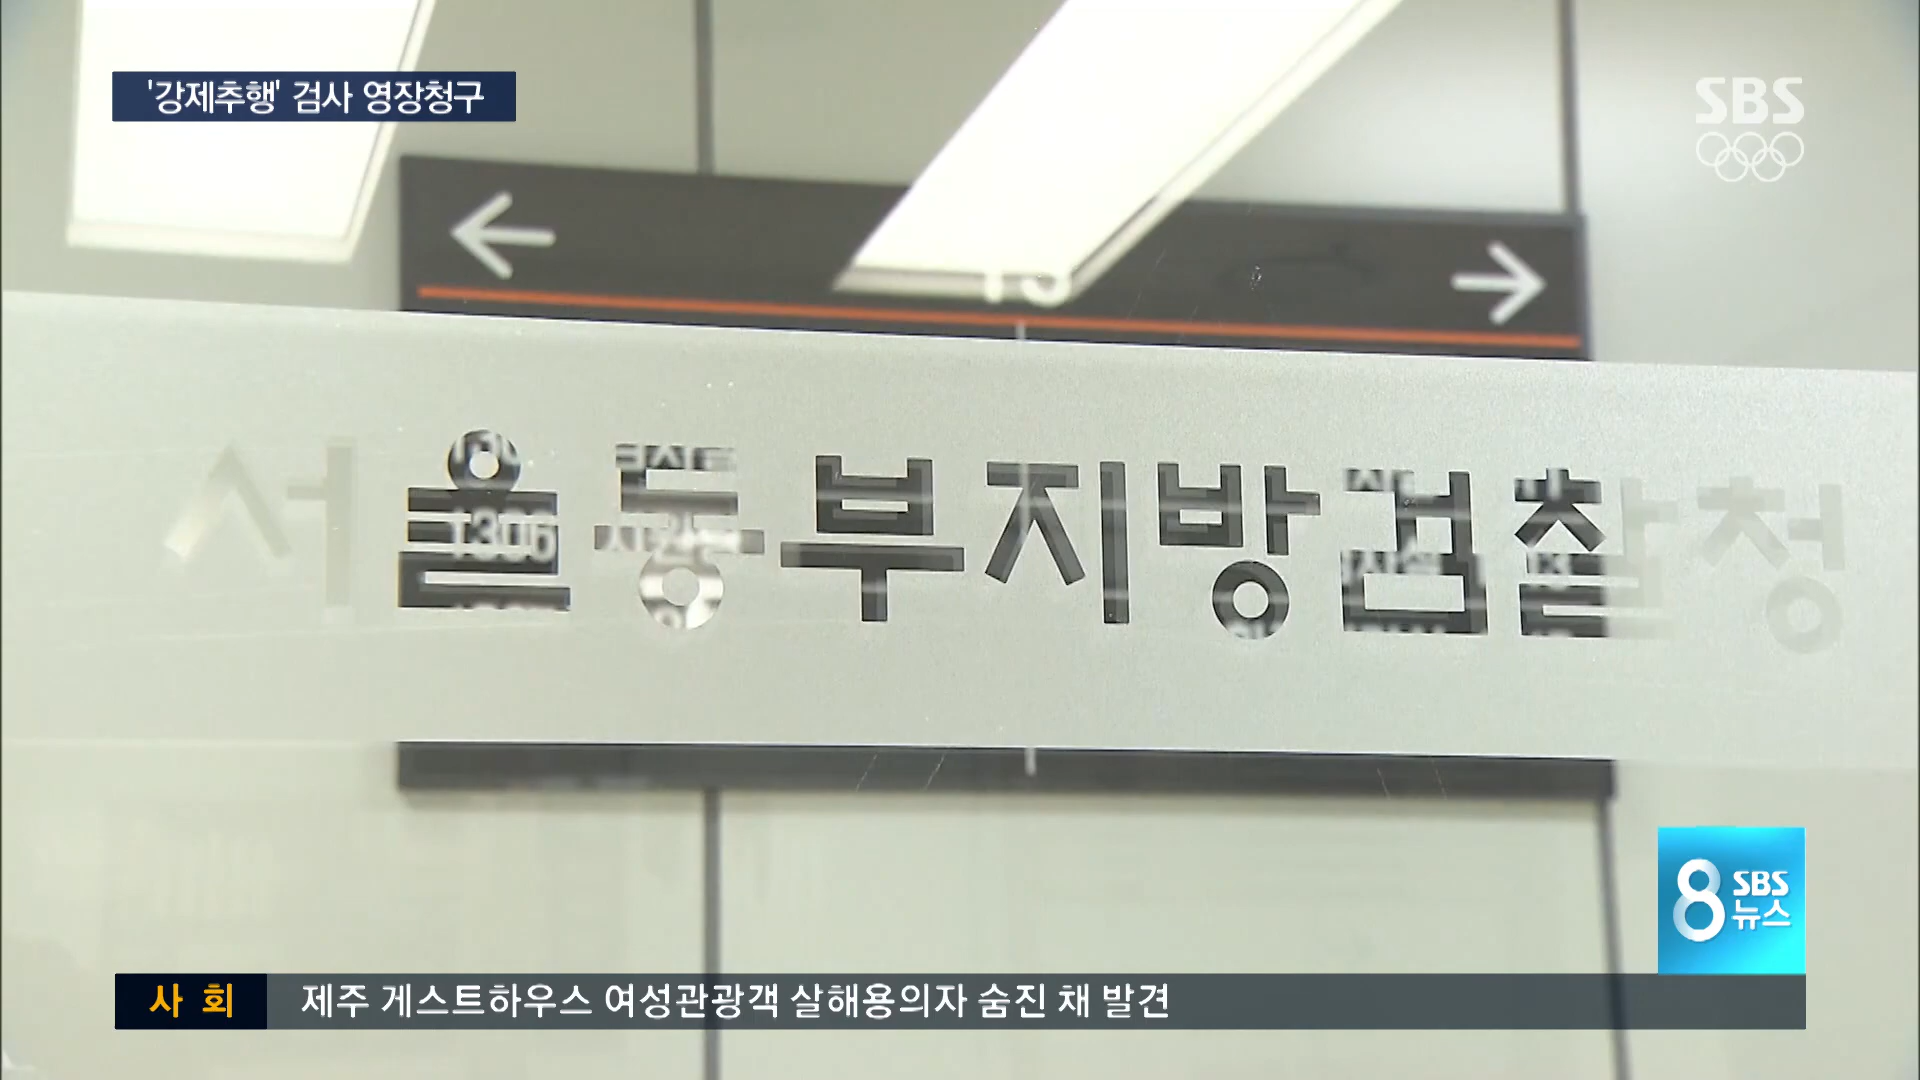 '강제추행' 검사 영장청구
SBS
서울동부지방검찰청
1306
8 SBS
뉴스
사 회 제주 게스트하우스 여성관광객 살해용의자 숨진 채 발견